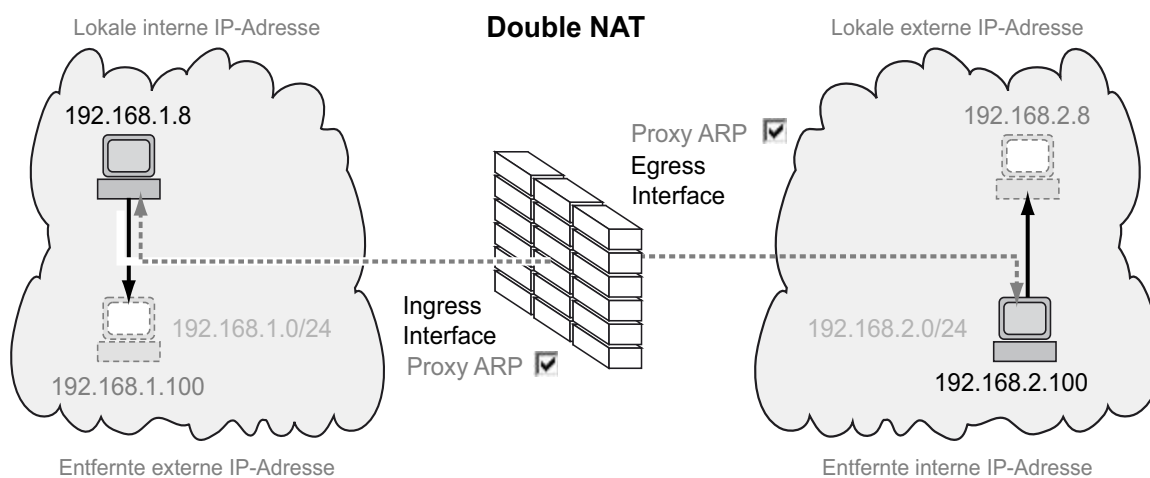 Lokale interne IP-Adresse
Double NAT
Lokale externe IP-Adresse
192.168.1.8
192.168.2.8
Proxy ARP
Egress
Interface
Ingress
Interface
Proxy ARP
192.168.1.0/24
192.168.2.0/24
192.168.1.100
192.168.2.100
Entfernte externe IP-Adresse
Entfernte interne IP-Adresse